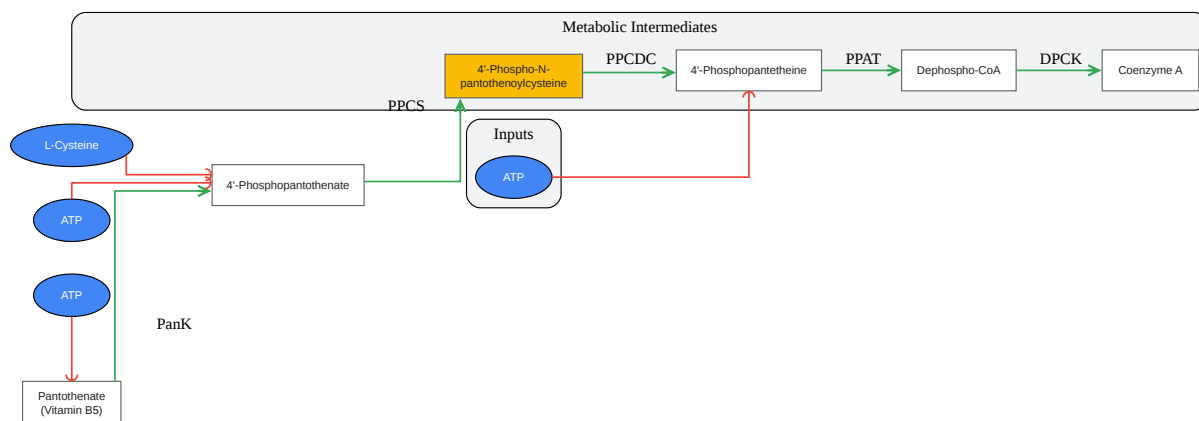 Metabolic Intermediates
4'-Phospho-N-
pantothenoylcysteine
PPCDC
4'-Phosphopantetheine
PPAT
Dephospho-CoA
DPCK
Coenzyme A
PPCS
Inputs
L-Cysteine
ATP
4'-Phosphopantothenate
ATP
ATP
PanK
Pantothenate
(Vitamin B5)